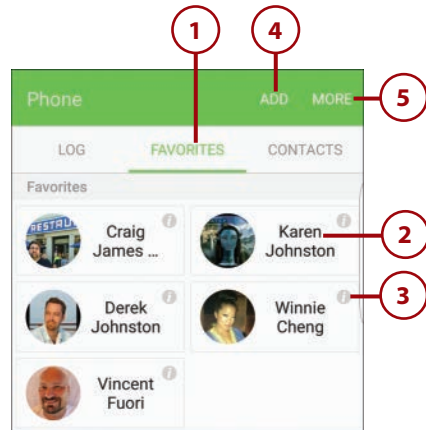 1
4
Phone
ADD
MORE
5
LOG
FAVORITES
CONTACTS
Favorites
RESTAU
Craig
James ...
Karen
Johnston
2
Derek
Johnston
Winnie
Cheng
3
Vincent
Fuori